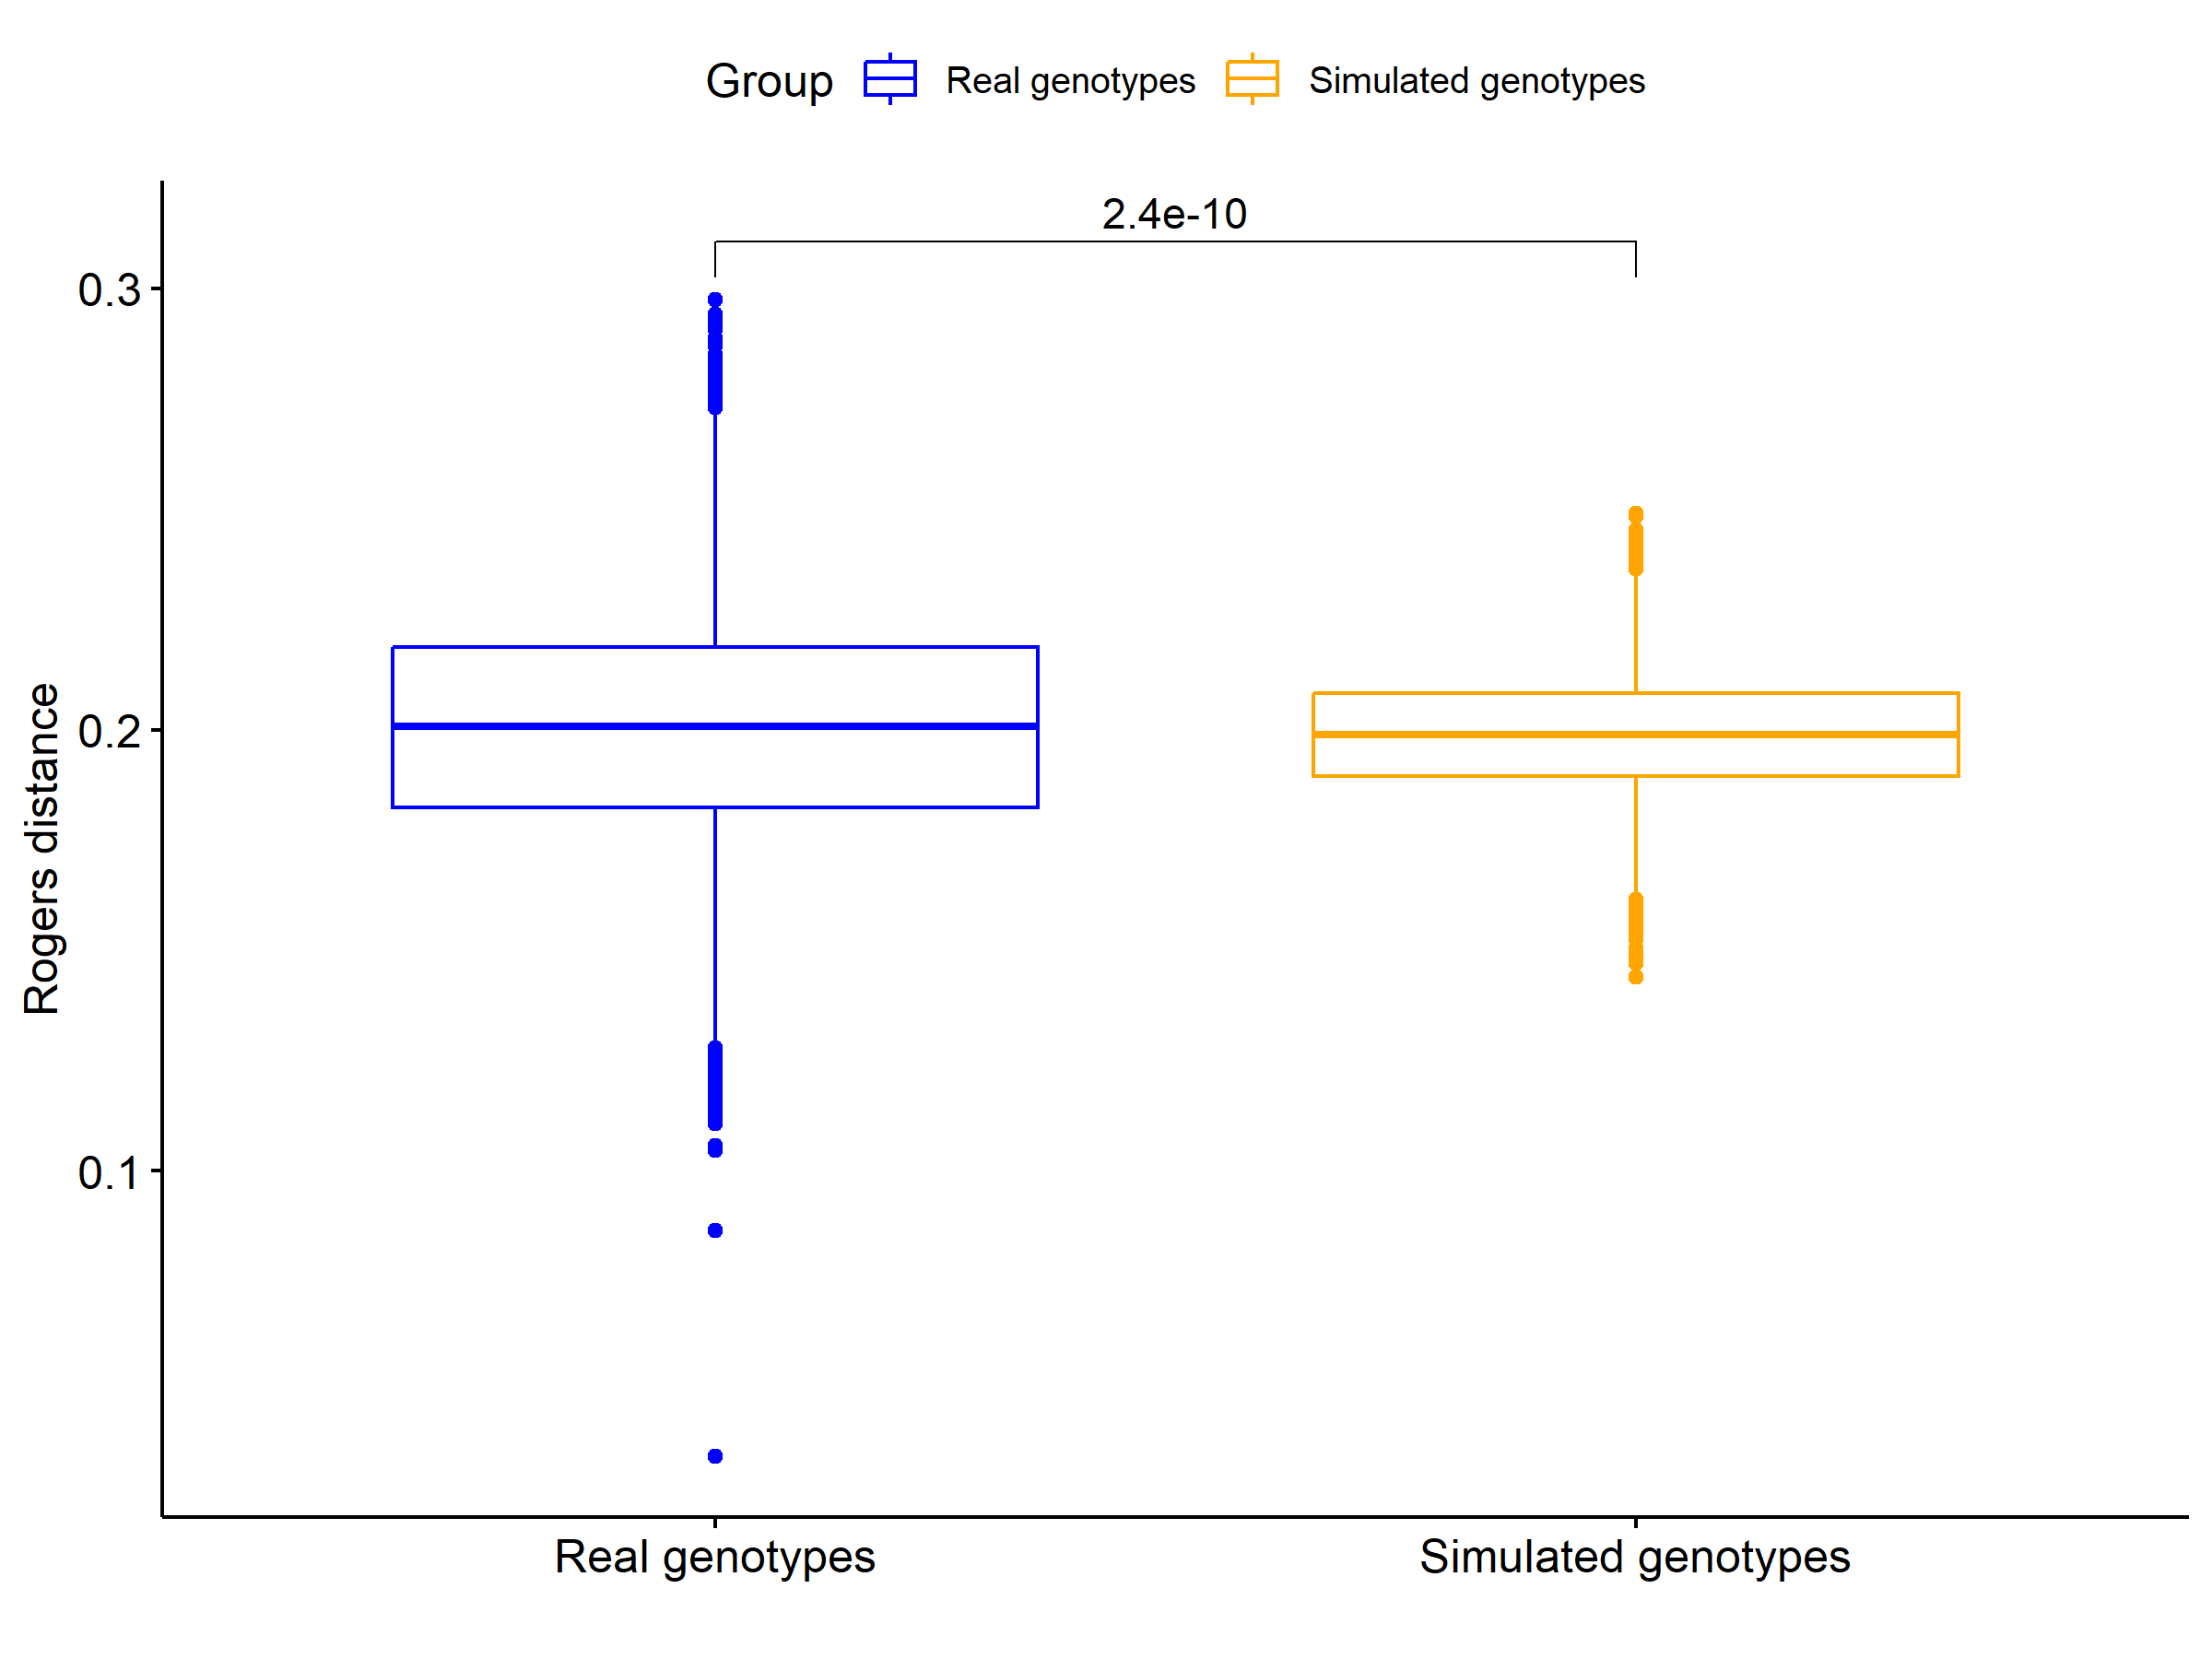 Group Real genotypes Simulated genotypes
2.4e-10
0.3
0.2
0.1
Rogers distance
Real genotypes
Simulated genotypes